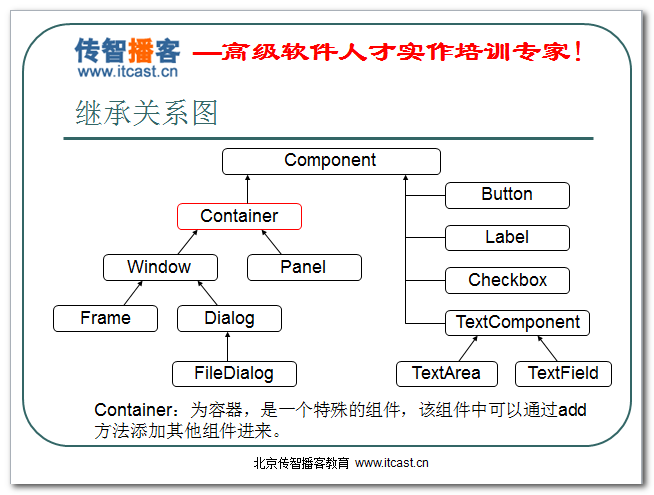 传智播客 —高级软件人才实作培训专家!
www.itcast.cn
继承关系图
Component
Button
Container
Label
Window
Panel
Checkbox
Frame
Dialog
TextComponent
FileDialog
TextArea
TextField
Container：为容器，是一个特殊的组件，该组件中可以通过add
方法添加其他组件进来。
北京传智播客教育 www.itcast.cn